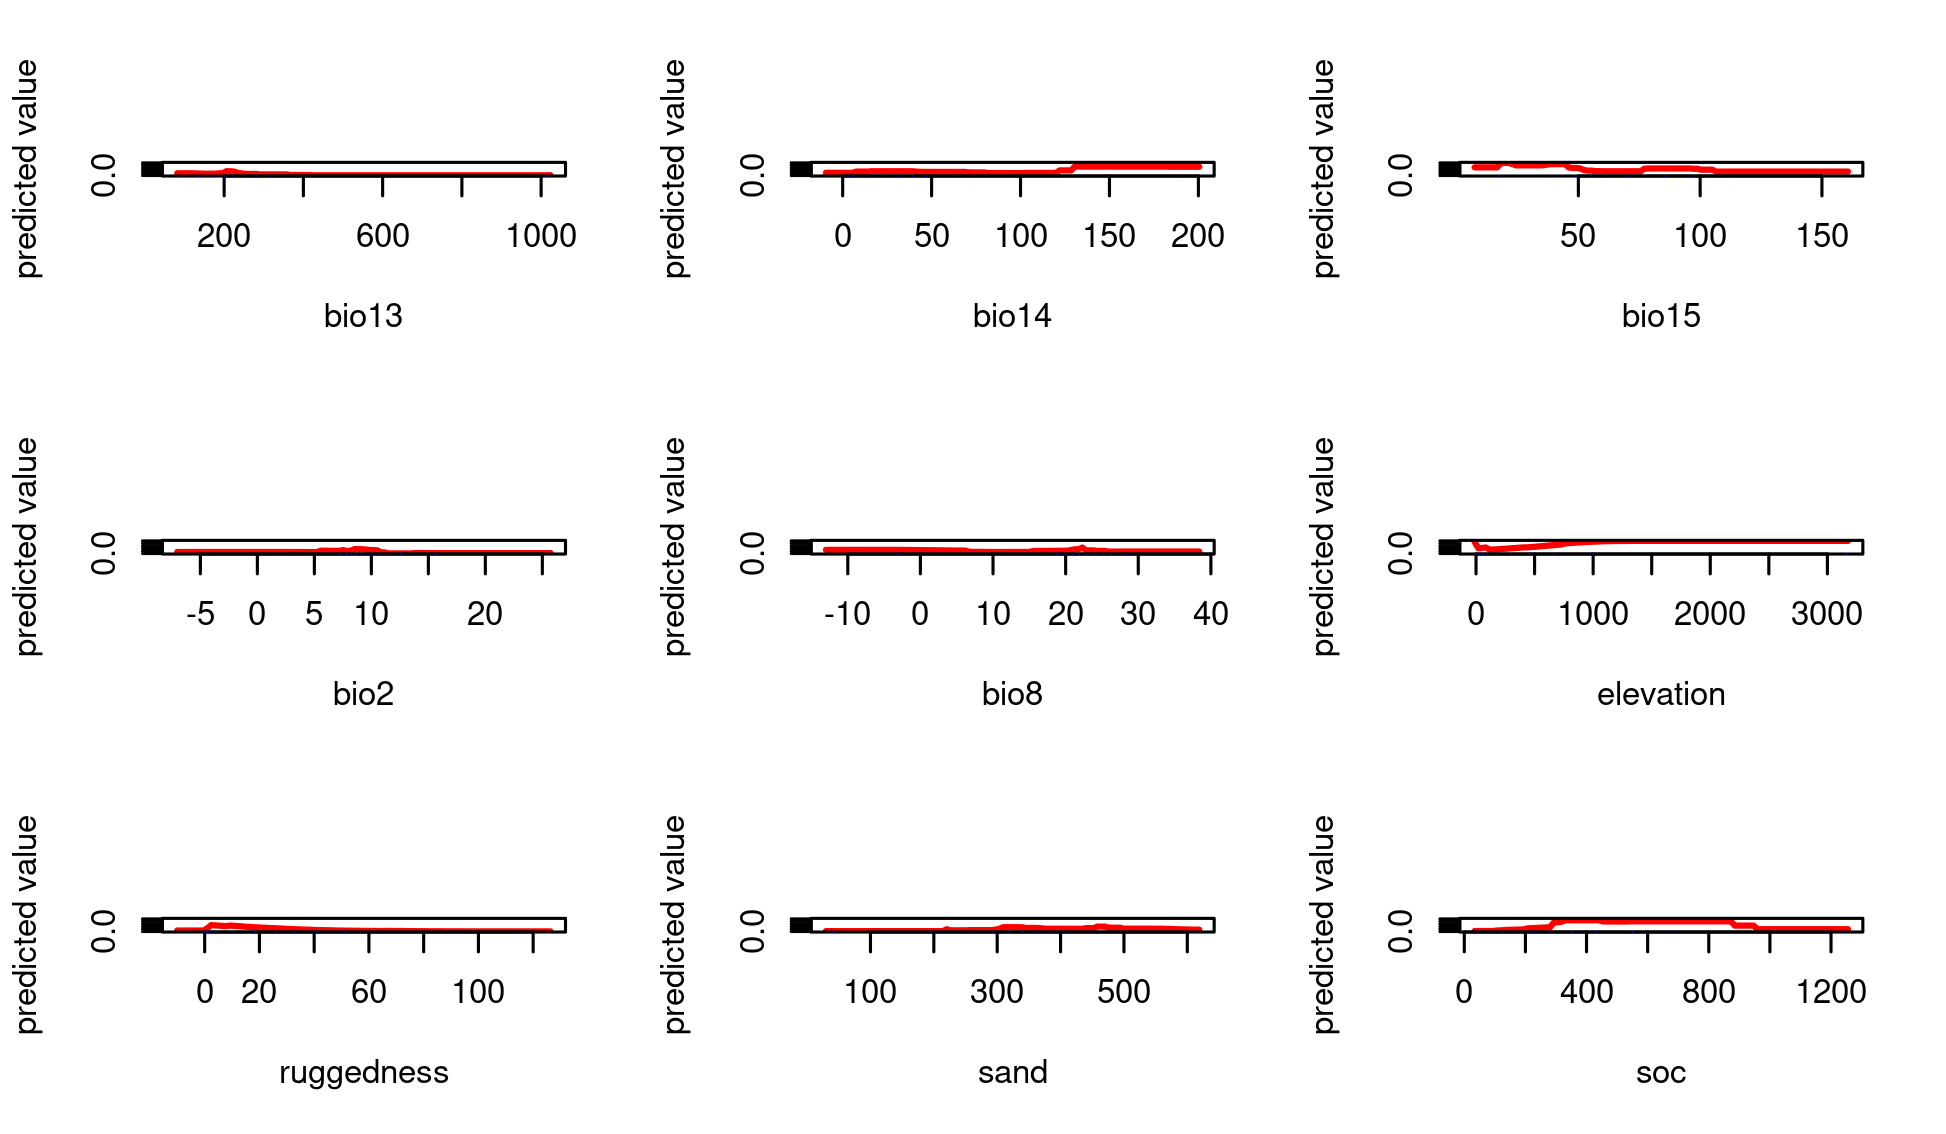 predicted value
0.0
200 600 1000
bio13
predicted value
0.0
0 50 100 150 200
bio14
predicted value
0.0
50 100 150
bio15
predicted value
0.0
-5 0 5 10 20
bio2
predicted value
0.0
-10 0 10 20 30 40
bio8
predicted value
0.0
0 1000 2000 3000
elevation
predicted value
0.0
0 20 60 100
ruggedness
predicted value
0.0
100 300 500
sand
predicted value
0.0
0 400 800 1200
soc